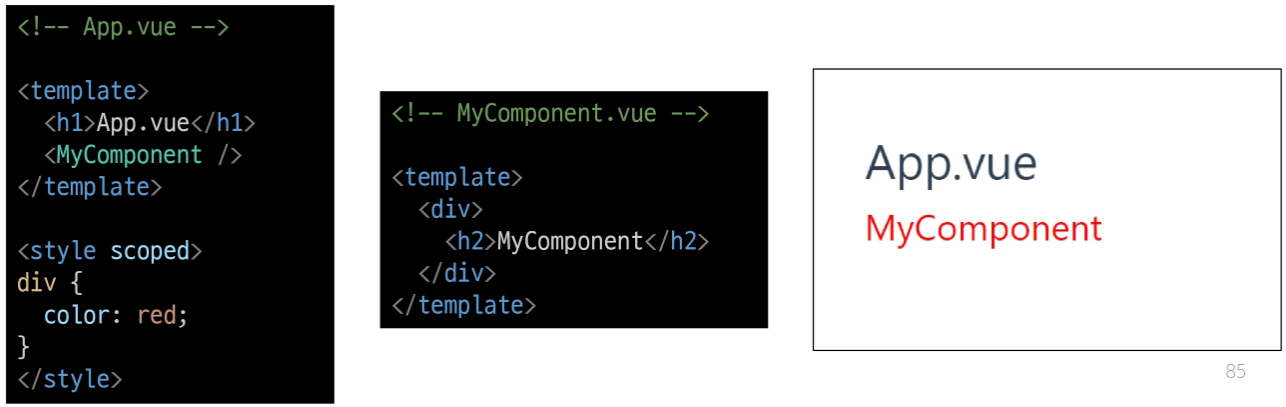 <!-- App.vue -->
<template>
<h1>App.vue</h1>
<MyComponent />
</template>
<style scoped>
div {
color: red;
}
</style>
<!-- MyComponent.vue -->
<template>
<div>
<h2>MyComponent</h2>
</div>
</template>
App.vue
MyComponent
85